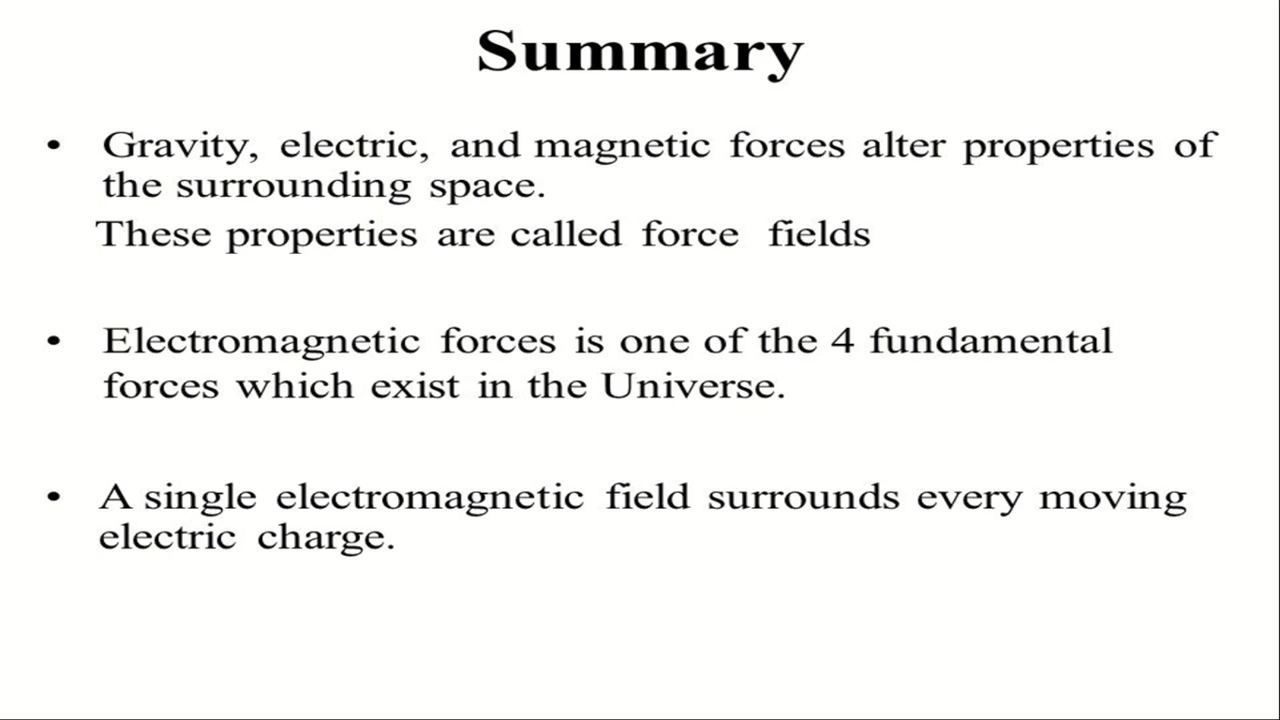 Summary
• Gravity, electric, and magnetic forces alter properties of
the surrounding space.
These properties are called force fields
• Electromagnetic forces is one of the 4 fundamental
forces which exist in the Universe.
• A single electromagnetic field surrounds every moving
electric charge.